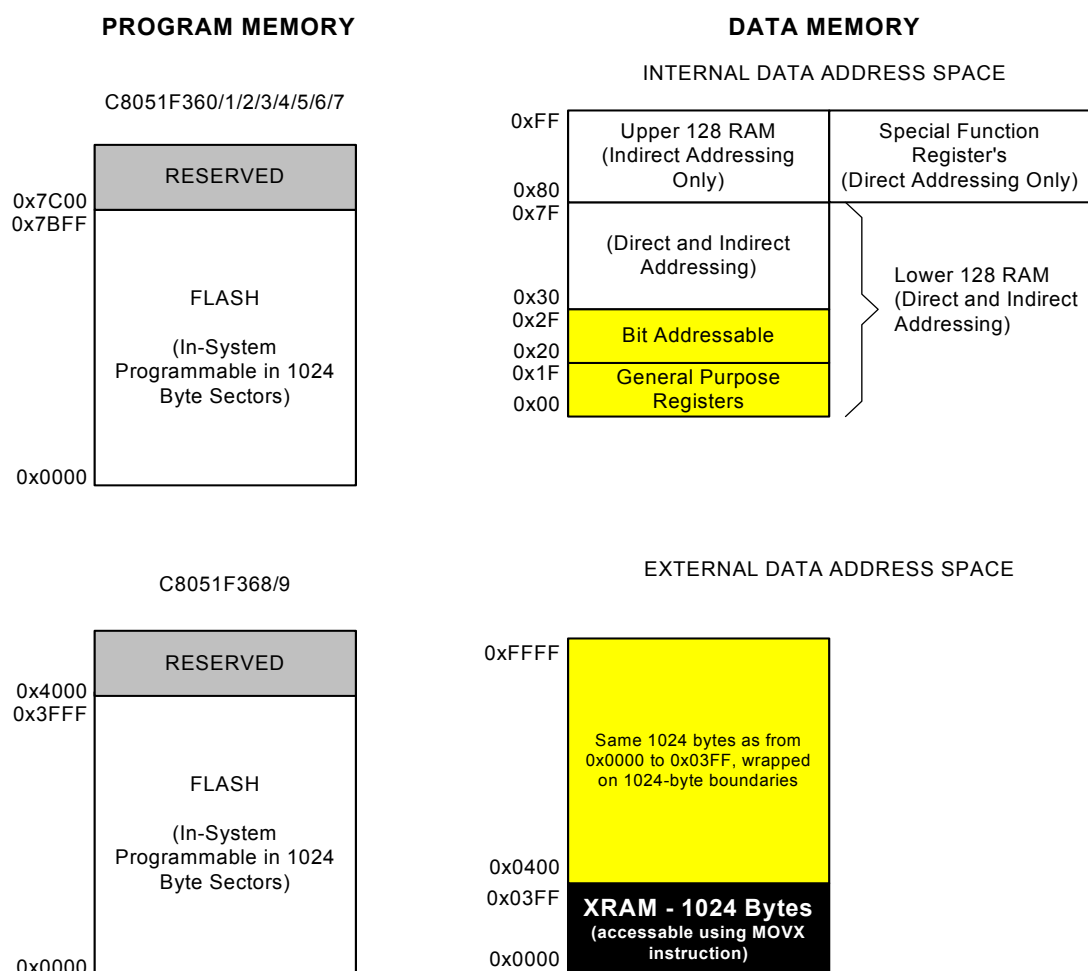 PROGRAM MEMORY
C8051F360/1/2/3/4/5/6/7
RESERVED
0x7C00
0x7BFF
FLASH
(In-System
Programmable in 1024
Byte Sectors)
0x0000
C8051F368/9
RESERVED
0x4000
0x3FFF
FLASH
(In-System
Programmable in 1024
Byte Sectors)
0x0000
DATA MEMORY
INTERNAL DATA ADDRESS SPACE
0xFF
Upper 128 RAM
(Indirect Addressing
Only)
Special Function
Register's
(Direct Addressing Only)
0x80
0x7F
(Direct and Indirect
Addressing)
Lower 128 RAM
(Direct and Indirect
Addressing)
0x30
0x2F
Bit Addressable
0x20
0x1F
General Purpose
Registers
0x00
EXTERNAL DATA ADDRESS SPACE
0xFFFF
Same 1024 bytes as from
0x0000 to 0x03FF, wrapped
on 1024-byte boundaries
0x0400
0x03FF
XRAM - 1024 Bytes
(accessable using MOVX
instruction)
0x0000